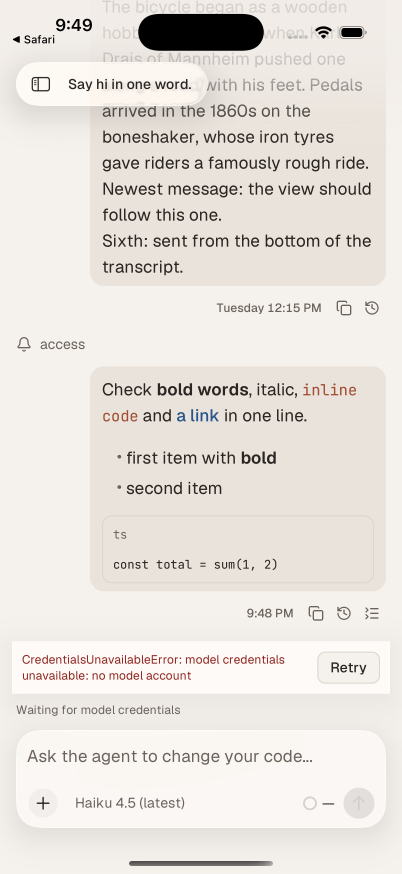 The bicycle began as a wooden
9:49
Safari
Drais of Mannheim pushed one
Say hi in one word.
with his feet. Pedals
arrived in the 1860s on the
boneshaker, whose iron tyres
gave riders a famously rough ride.
Newest message: the view should
follow this one.
Sixth: sent from the bottom of the
transcript.
Tuesday 12:15 PM
access
Check bold words, italic, inline
code and a link in one line.
• first item with bold
• second item
ts
const total = sum(1, 2)
9:48 PM
CredentialsUnavailableError: model credentials
unavailable: no model account
Retry
Waiting for model credentials
Ask the agent to change your code...
Haiku 4.5 (latest)